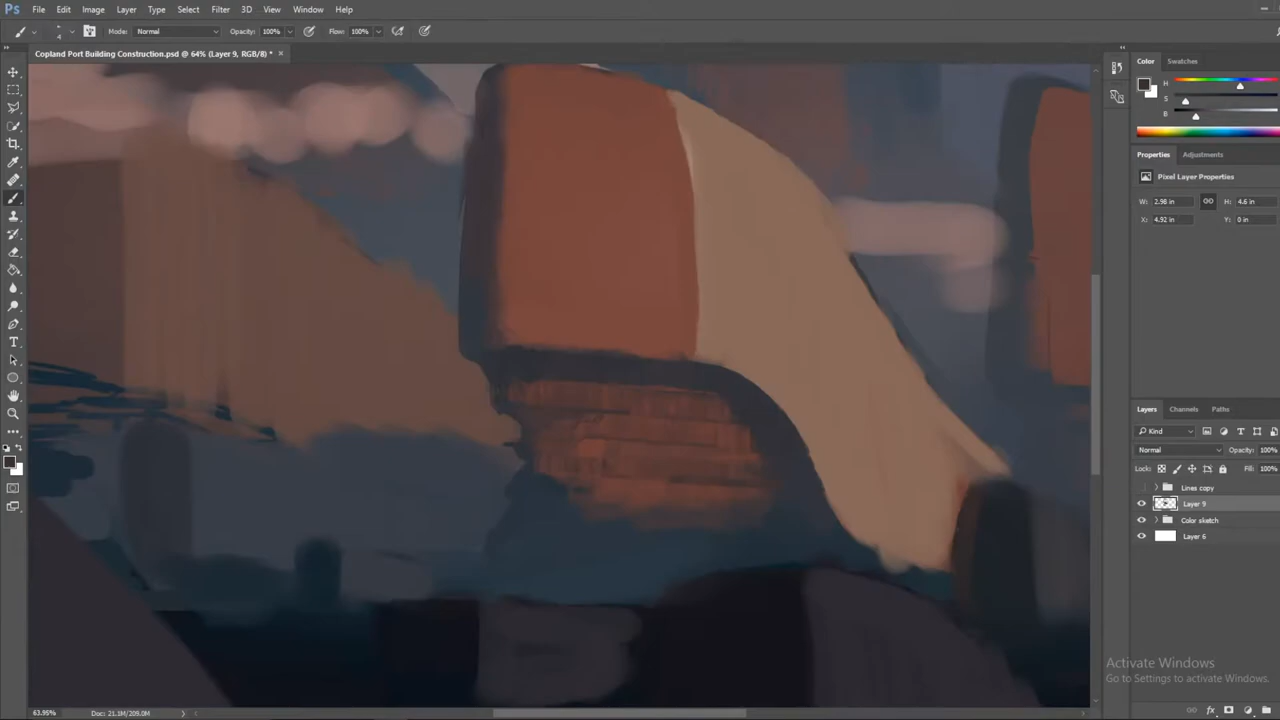 Ps File Edit Image Layer Type Select Filter 3D View Window Help
4 Mode: Normal Opacity: 100% Flow: 100%
Copland Port Building Construction.psd @ 64% (Layer 9, RGB/8) * ×
Color Swatches
H
S
B
Properties Adjustments
Pixel Layer Properties
W: 2.98 in H: 4.6 in
X: 4.92 in Y: 0 in
Layers Channels Paths
Kind
Normal Opacity: 100%
Lock: Fill: 100%
Lines copy
Layer 9
Color sketch
Layer 6
Activate Windows
Go to Settings to activate Windows.
63.95% Doc: 21.1M/209.0M
fx